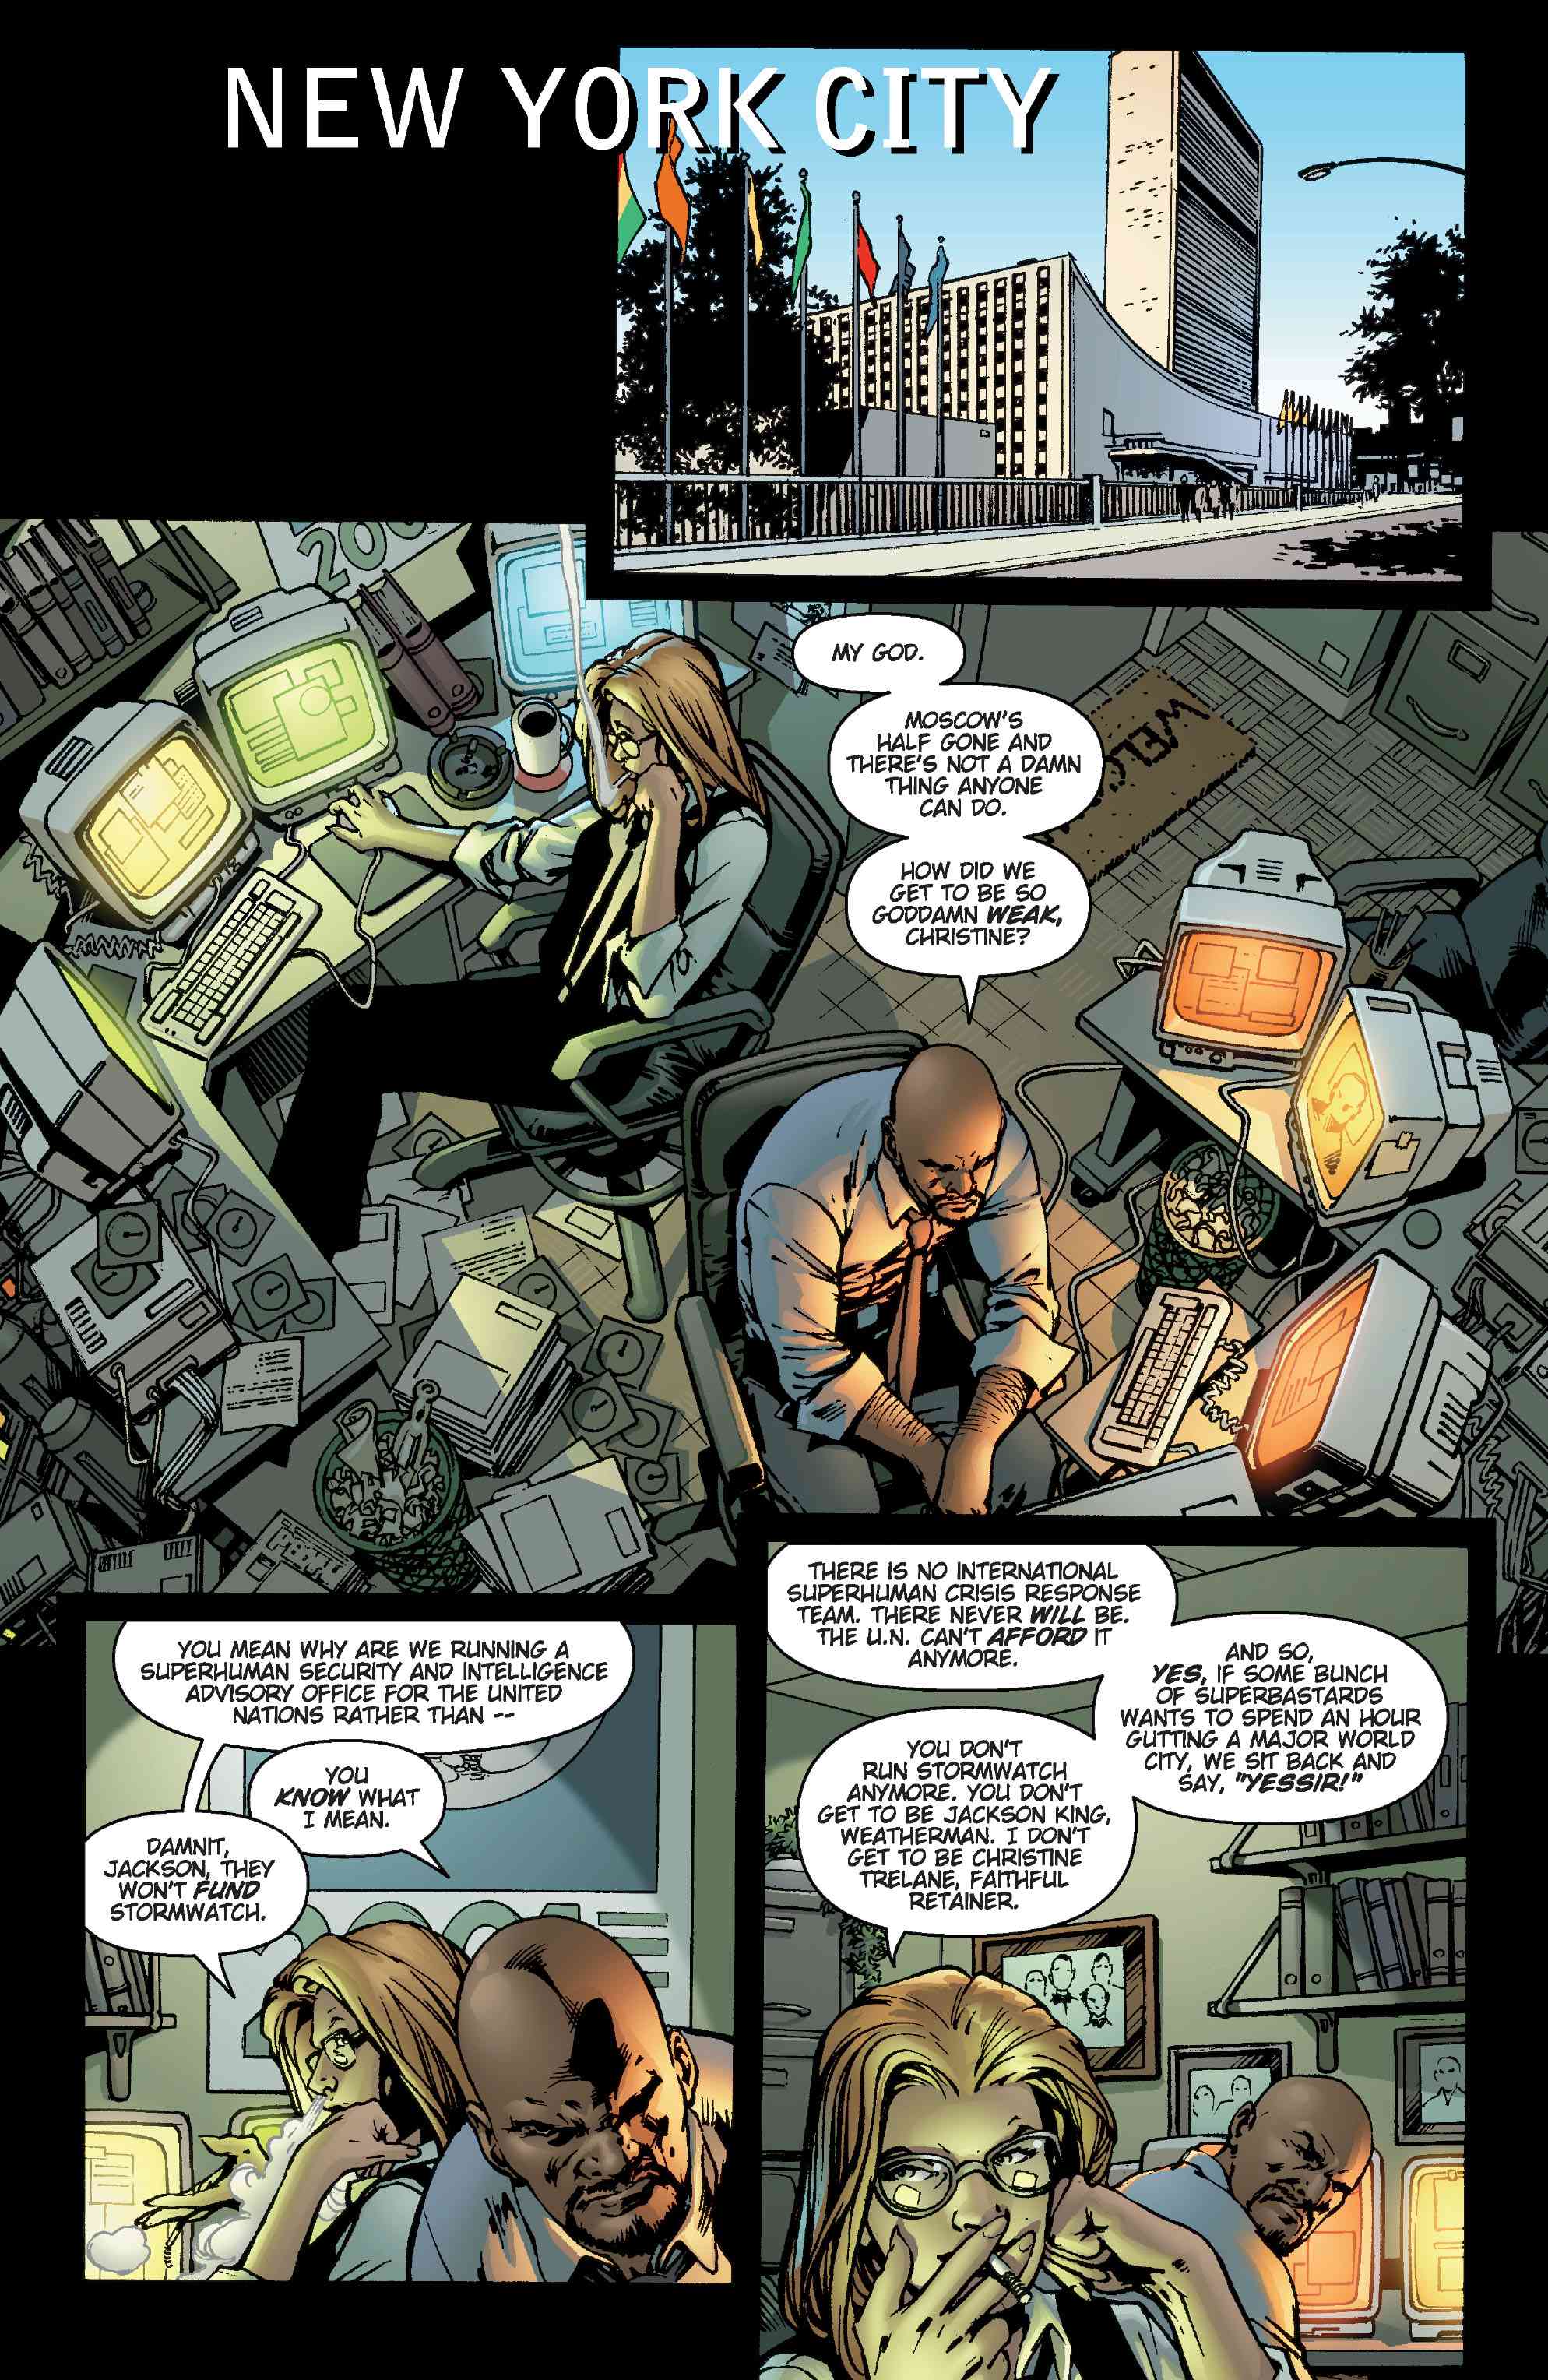 NEW YORK CITY
200
MY GOD.
MOSCOW'S
HALF GONE AND
THERE'S NOT A DAMN
THING ANYONE
CAN DO.
HOW DID WE
GET TO BE SO
GODDAMN WEAK,
CHRISTINE?
YOU MEAN WHY ARE WE RUNNING A
SUPERHUMAN SECURITY AND INTELLIGENCE
ADVISORY OFFICE FOR THE UNITED
NATIONS RATHER THAN --
YOU
KNOW WHAT
I MEAN.
DAMNIT,
JACKSON, THEY
WON'T FUND
STORMWATCH.
THERE IS NO INTERNATIONAL
SUPERHUMAN CRISIS RESPONSE
TEAM. THERE NEVER WILL BE.
THE U.N. CAN'T AFFORD IT
ANYMORE.
AND SO,
YES, IF SOME BUNCH
OF SUPERBASTARDS
WANTS TO SPEND AN HOUR
GUTTING A MAJOR WORLD
CITY, WE SIT BACK AND
SAY, "YESSIR!"
YOU DON'T
RUN STORMWATCH
ANYMORE. YOU DON'T
GET TO BE JACKSON KING,
WEATHERMAN. I DON'T
GET TO BE CHRISTINE
TRELANE, FAITHFUL
RETAINER.